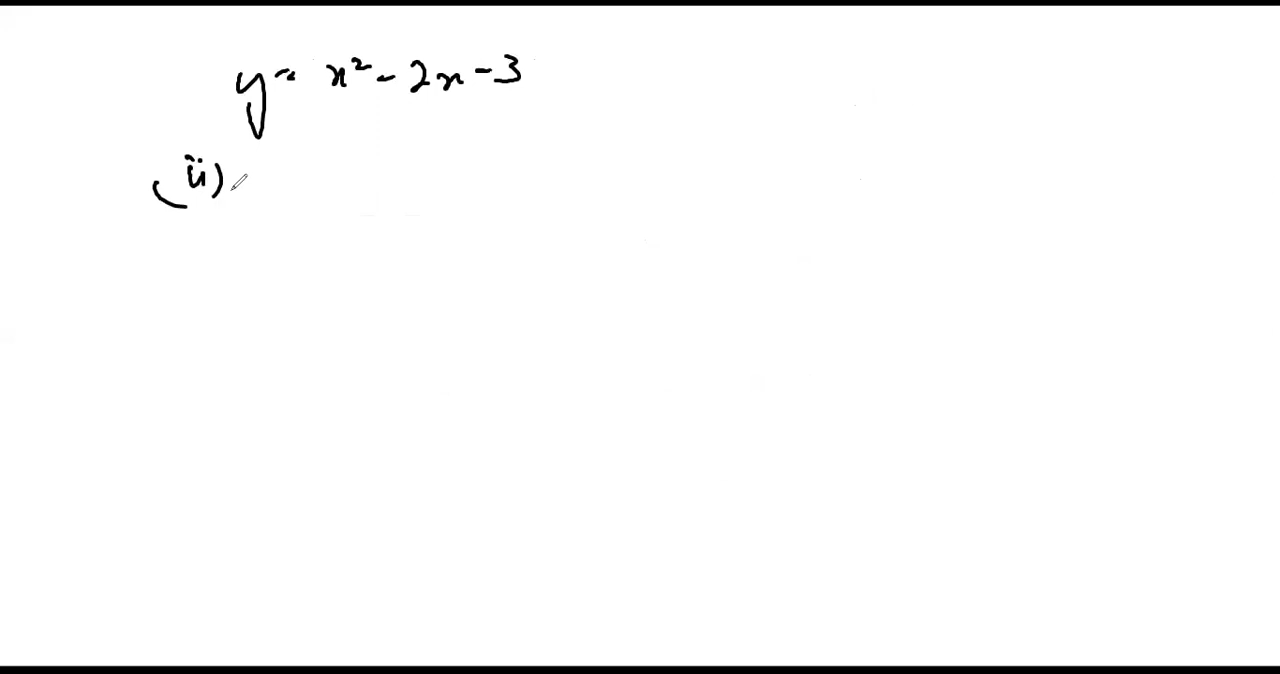 y = x² - 2x - 3
(ii)